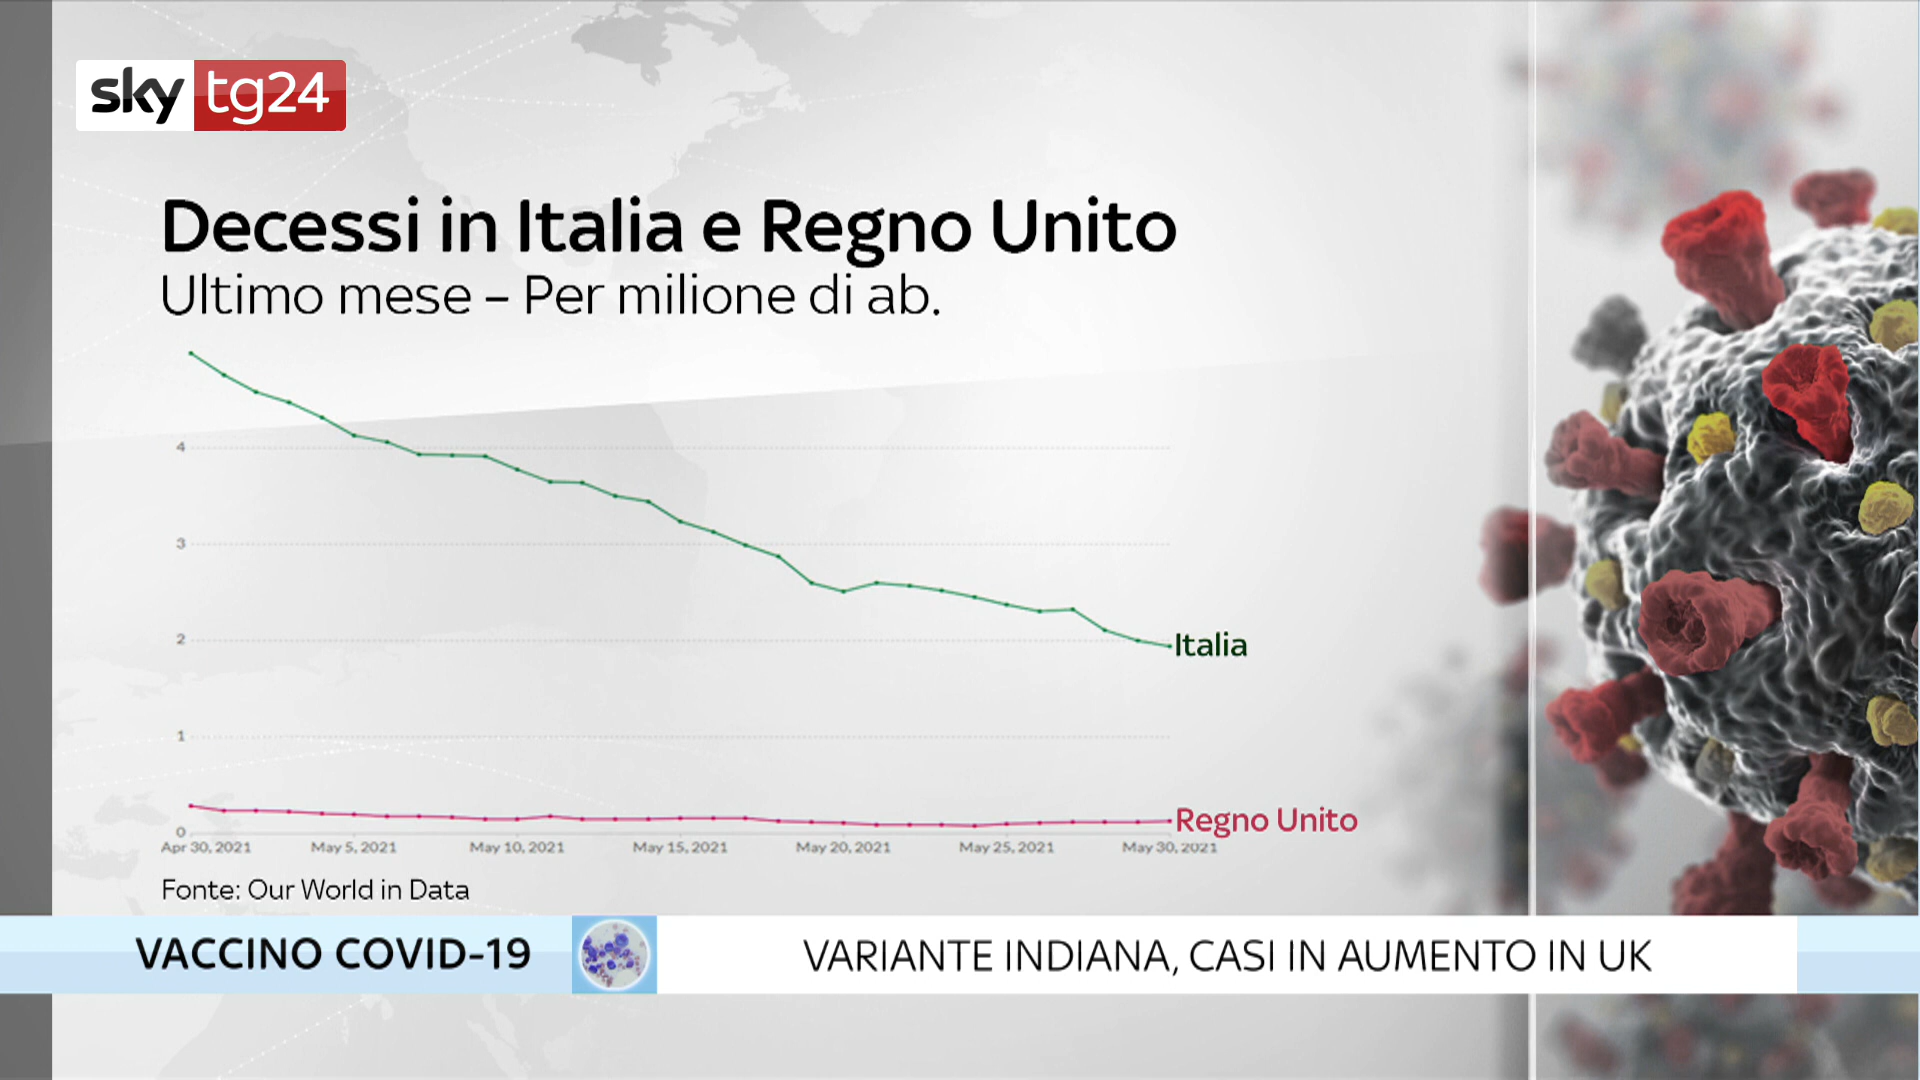 sky tg24
Decessi in Italia e Regno Unito
Ultimo mese – Per milione di ab.
4
3
2
Italia
1
Regno Unito
0
Apr 30, 2021 May 5, 2021 May 10, 2021 May 15, 2021 May 20, 2021 May 25, 2021 May 30, 2021
Fonte: Our World in Data
VACCINO COVID-19
VARIANTE INDIANA, CASI IN AUMENTO IN UK